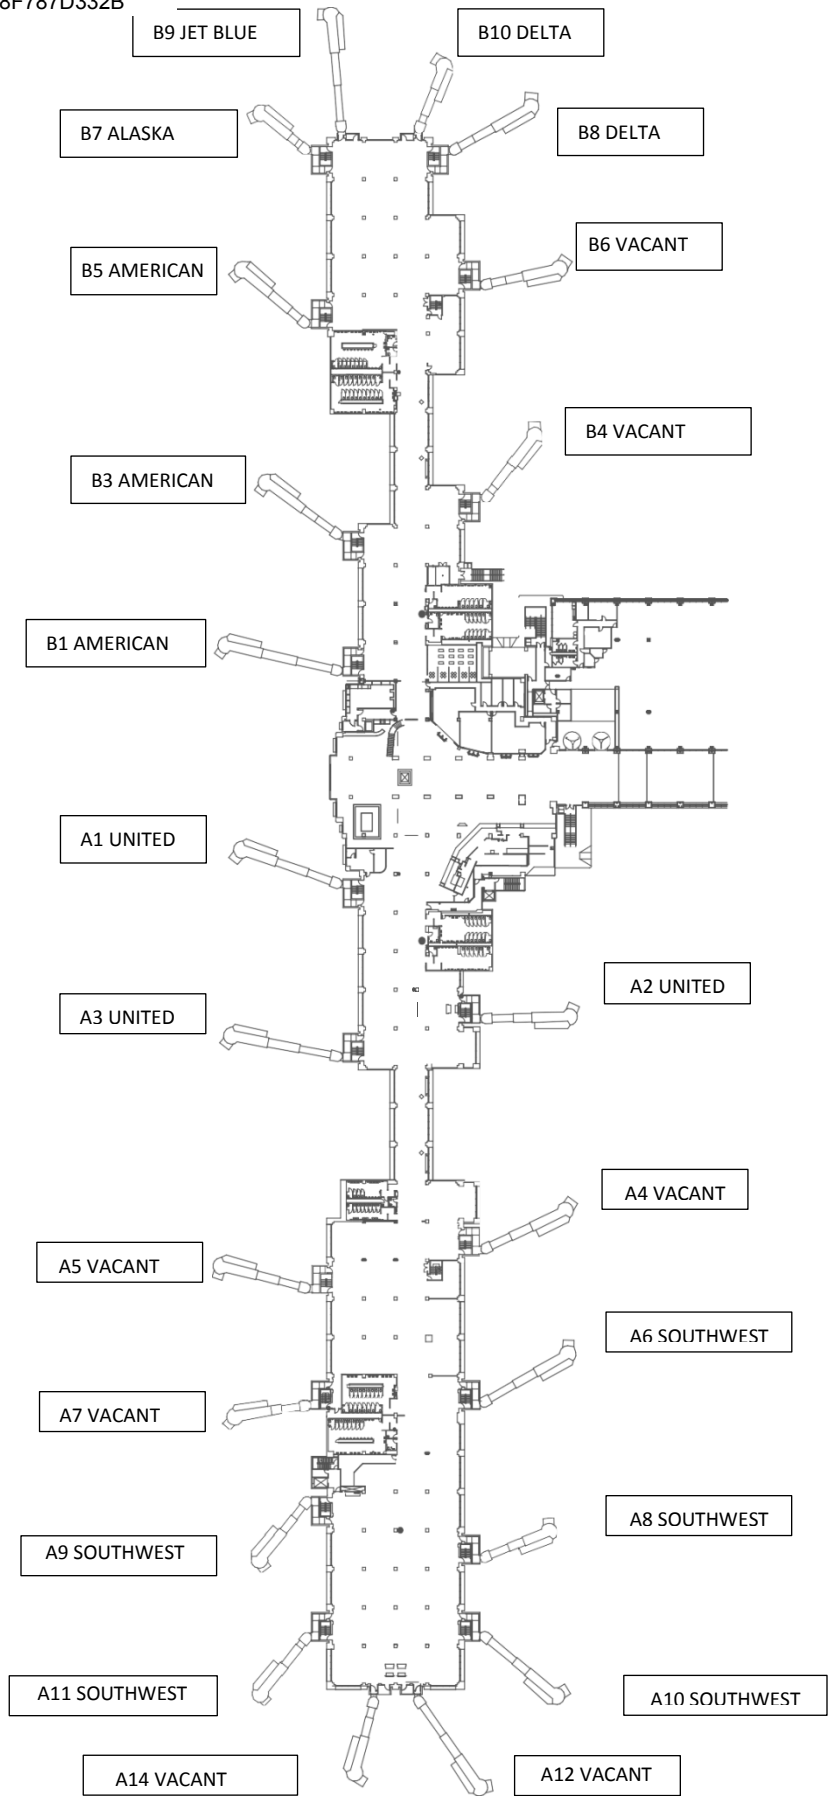 8F787D332B
B9 JET BLUE
B10 DELTA
B7 ALASKA
B8 DELTA
B6 VACANT
B5 AMERICAN
B4 VACANT
B3 AMERICAN
B1 AMERICAN
A1 UNITED
A2 UNITED
A3 UNITED
A4 VACANT
A5 VACANT
A6 SOUTHWEST
A7 VACANT
A8 SOUTHWEST
A9 SOUTHWEST
A11 SOUTHWEST
A10 SOUTHWEST
A14 VACANT
A12 VACANT